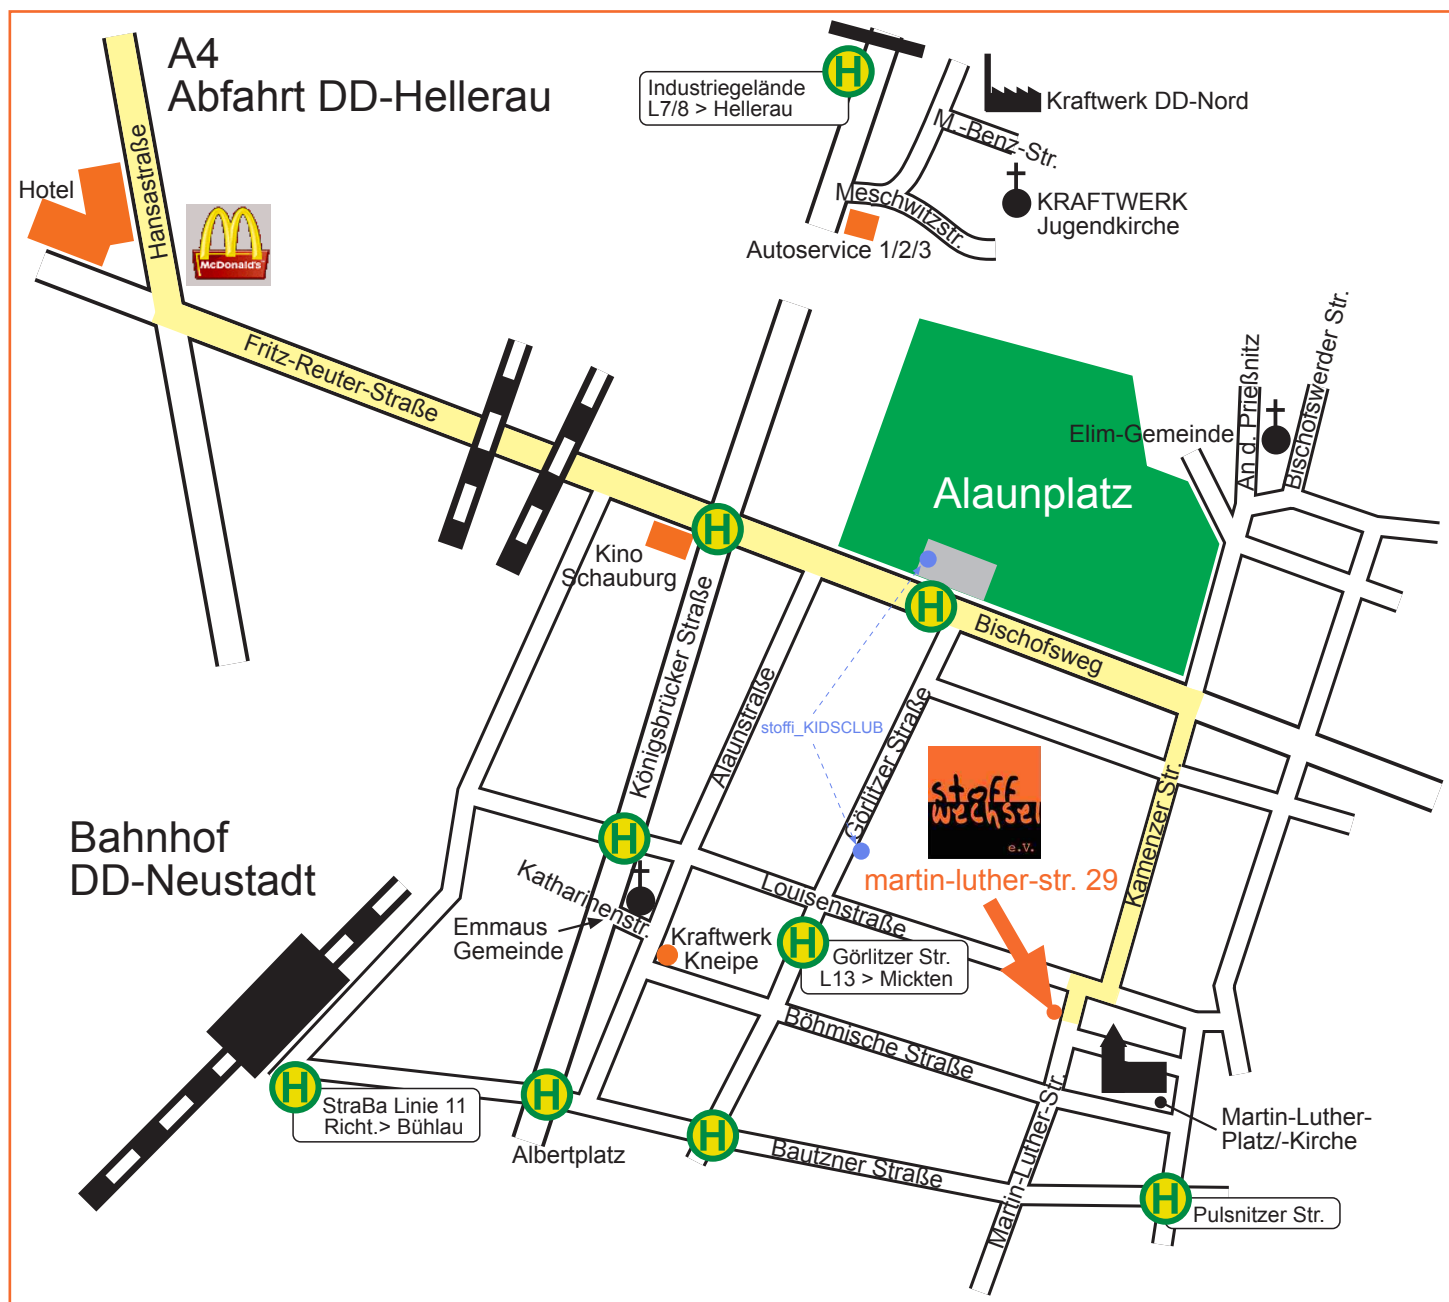 A4
Abfahrt DD-Hellerau
Industriegelände
L7/8 > Hellerau
H
Kraftwerk DD-Nord
M.-Benz-Str.
Meschwitzstr.
KRAFTWERK
Jugendkirche
Autoservice 1/2/3
Hotel
Hansastraße
McDonald's
Fritz-Reuter-Straße
An d. Prießnitz
Bischofswerder Str.
Elim-Gemeinde
Alaunplatz
Kino
Schauburg
H
H
Bischofsweg
Königsbrücker Straße
Alaunstraße
stoffi_KIDSCLUB
Görlitzer Straße
stoff
wechsel
e.V.
martin-luther-str. 29
Kamenzer Str.
Bahnhof
DD-Neustadt
H
Katharinenstr.
Louisenstraße
Emmaus
Gemeinde
Kraftwerk
Kneipe
H
Görlitzer Str.
L13 > Mickten
Böhmische Straße
H
StraBa Linie 11
Richt.> Bühlau
H
Albertplatz
H
Bautzner Straße
Martin-Luther-Str.
Martin-Luther-
Platz/-Kirche
H
Pulsnitzer Str.